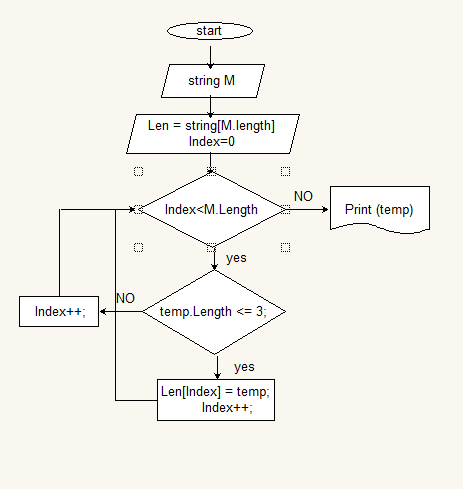 start
string M
Len = string[M.length]
Index=0
Index<M.Length
NO
Print (temp)
yes
temp.Length <= 3;
NO
Index++;
yes
Len[Index] = temp;
Index++;